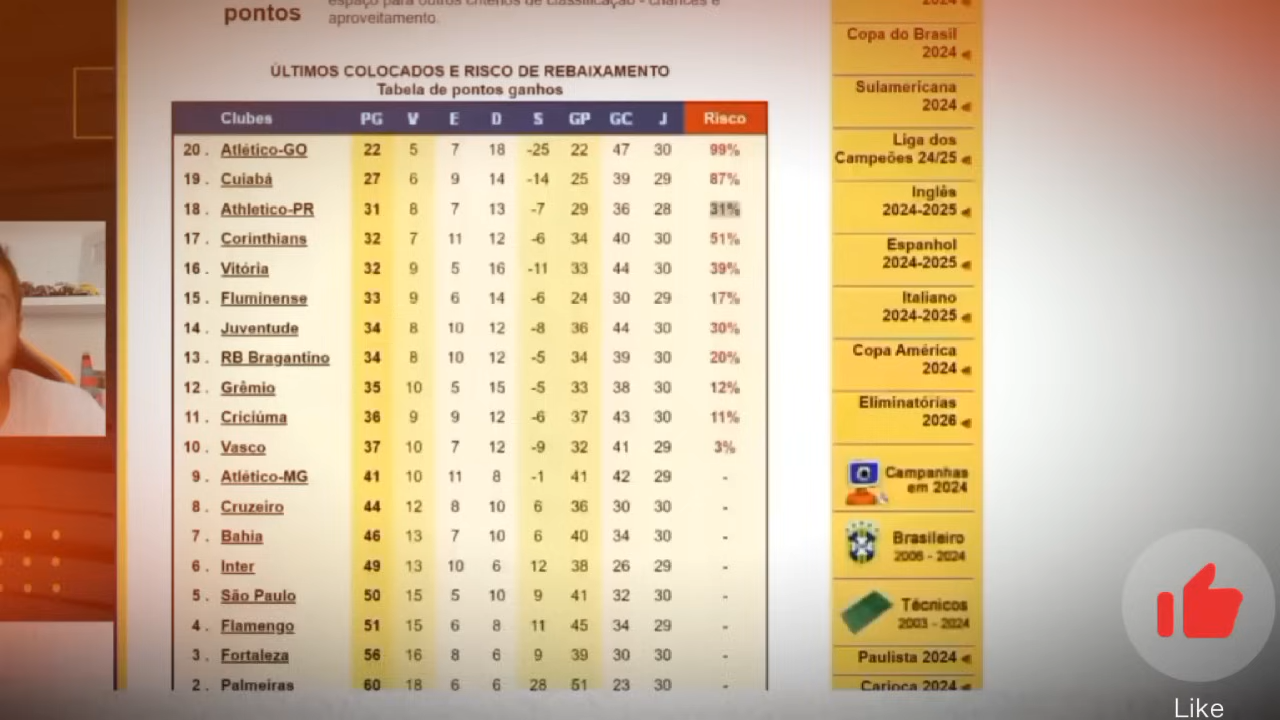 espaço para outros critérios de classificação - chances e
pontos
aproveitamento.
ÚLTIMOS COLOCADOS E RISCO DE REBAIXAMENTO
Tabela de pontos ganhos
Clubes PG V E D S GP GC J Risco
20 . Atlético-GO 22 5 7 18 -25 22 47 30 99%
19 . Cuiabá 27 6 9 14 -14 25 39 29 87%
18 . Athletico-PR 31 8 7 13 -7 29 36 28 31%
17 . Corinthians 32 7 11 12 -6 34 40 30 51%
16 . Vitória 32 9 5 16 -11 33 44 30 39%
15 . Fluminense 33 9 6 14 -6 24 30 29 17%
14 . Juventude 34 8 10 12 -8 36 44 30 30%
13 . RB Bragantino 34 8 10 12 -5 34 39 30 20%
12 . Grêmio 35 10 5 15 -5 33 38 30 12%
11 . Criciúma 36 9 9 12 -6 37 43 30 11%
10 . Vasco 37 10 7 12 -9 32 41 29 3%
9 . Atlético-MG 41 10 11 8 -1 41 42 29 -
8 . Cruzeiro 44 12 8 10 6 36 30 30 -
7 . Bahia 46 13 7 10 6 40 34 30 -
6 . Inter 49 13 10 6 12 38 26 29 -
5 . São Paulo 50 15 5 10 9 41 32 30 -
4 . Flamengo 51 15 6 8 11 45 34 29 -
3 . Fortaleza 56 16 8 6 9 39 30 30 -
2 . Palmeiras 60 18 6 6 28 51 23 30 -
2024
Copa do Brasil
2024
Sulamericana
2024
Liga dos
Campeões 24/25
Inglês
2024-2025
Espanhol
2024-2025
Italiano
2024-2025
Copa América
2024
Eliminatórias
2026
Campanhas
em 2024
Brasileiro
2006 - 2024
Técnicos
2003 - 2024
Paulista 2024
Carioca 2024
Like